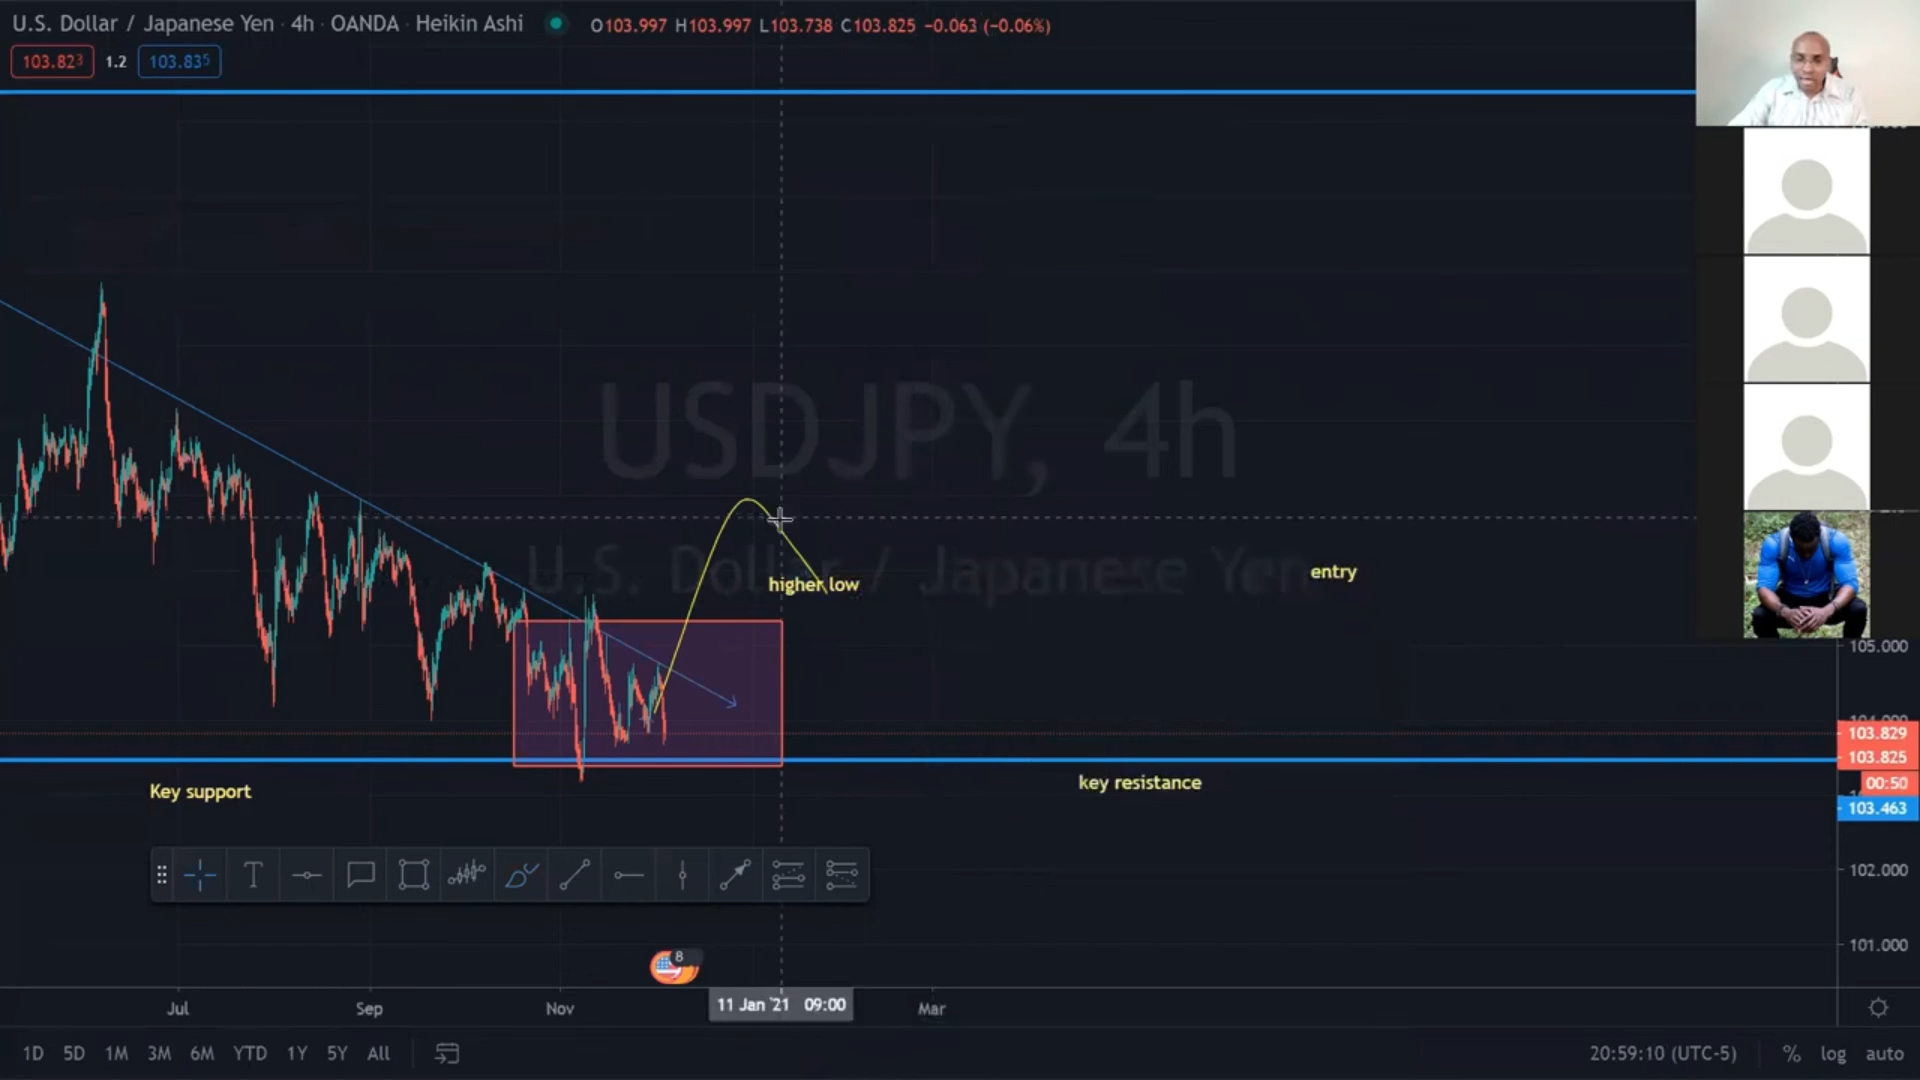 U.S. Dollar / Japanese Yen · 4h · OANDA · Heikin Ashi O103.997 H103.997 L103.738 C103.825 −0.063 (−0.06%)
103.823 1.2 103.835
USDJPY, 4h
U.S. Dollar / Japanese Yen
higher low
entry
105.000
103.829
103.825
00:50
103.463
Key support
key resistance
102.000
101.000
8
Jul Sep Nov 11 Jan '21 09:00 Mar
1D 5D 1M 3M 6M YTD 1Y 5Y All 20:59:10 (UTC-5) % log auto